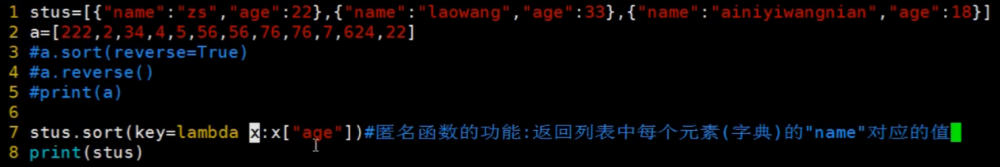 1 stus=[{"name":"zs","age":22},{"name":"laowang","age":33},{"name":"ainiyiwangnian","age":18}]
2 a=[222,2,34,4,5,56,56,76,76,7,624,22]
3 #a.sort(reverse=True)
4 #a.reverse()
5 #print(a)
6
7 stus.sort(key=lambda x:x["age"])#匿名函数的功能:返回列表中每个元素(字典)的"name"对应的值
8 print(stus)